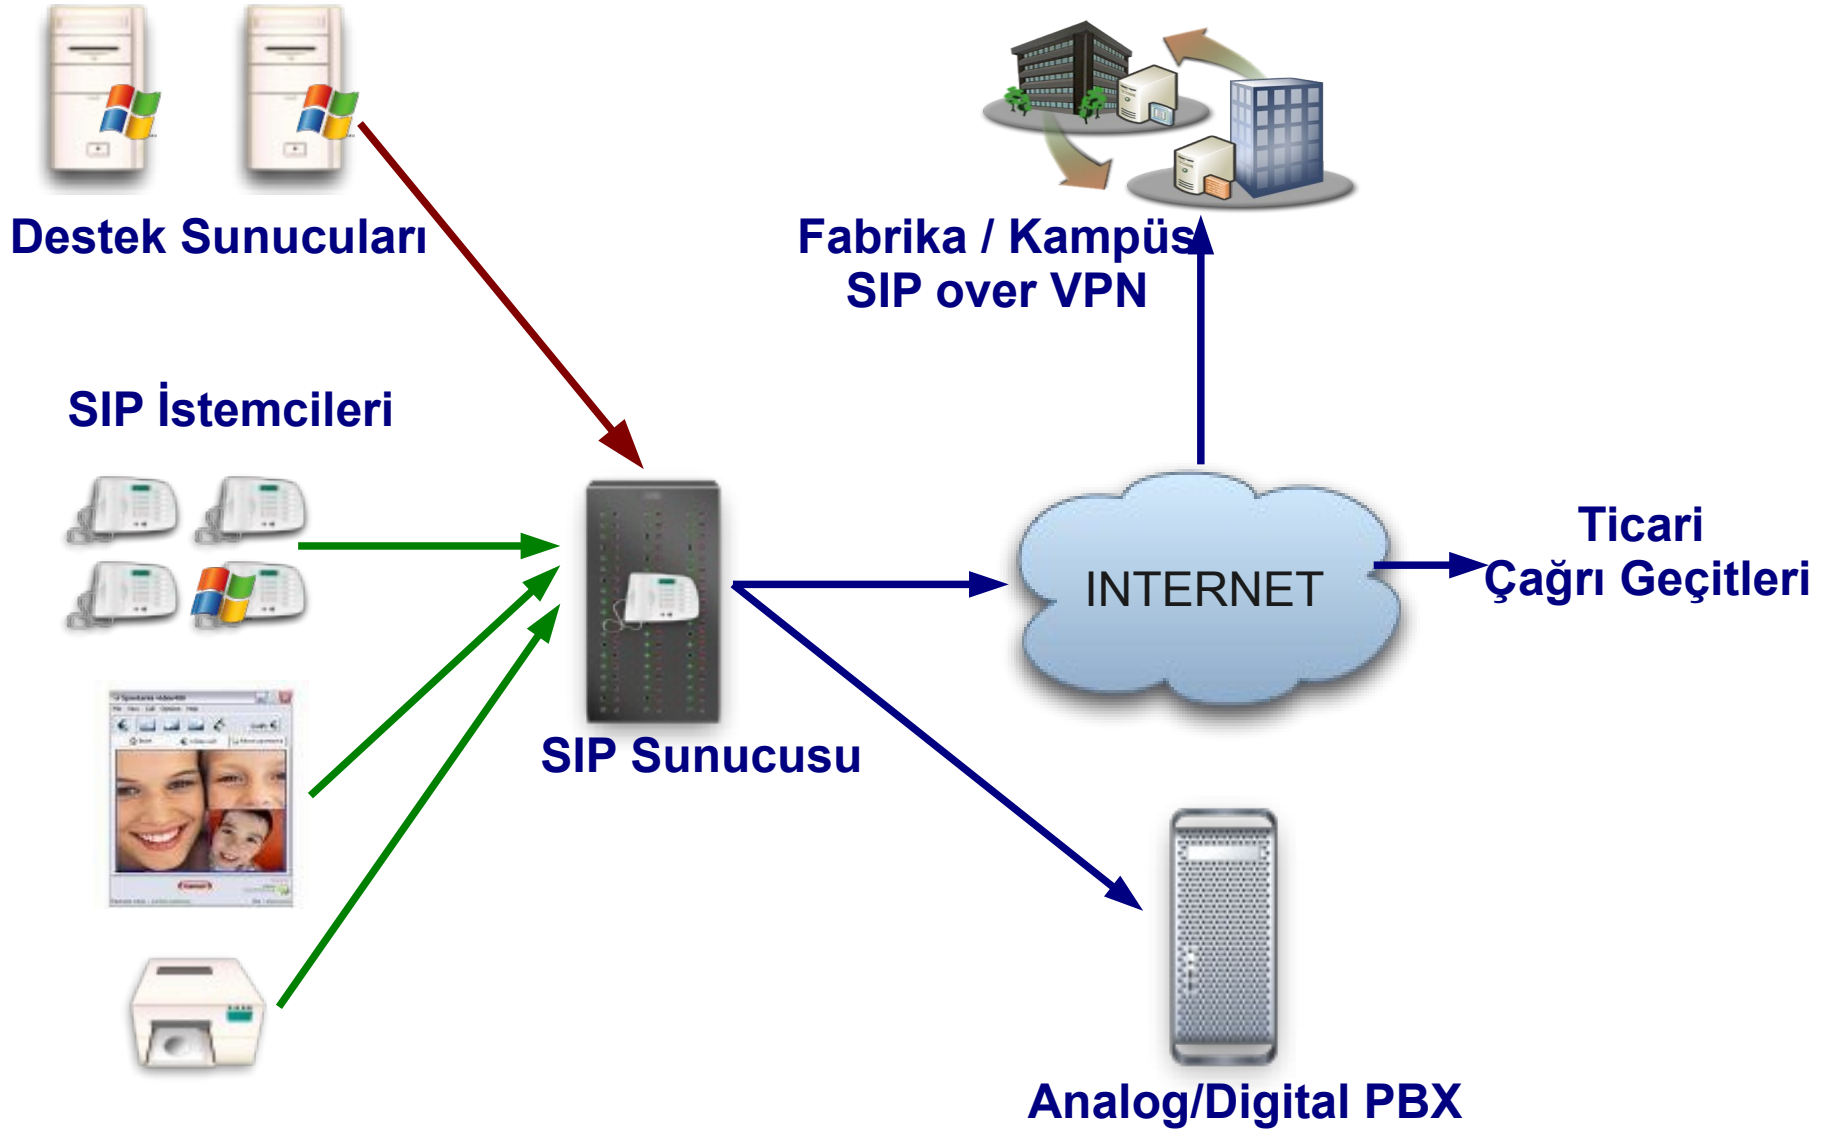 Destek Sunucuları
Fabrika / Kampüs
SIP over VPN
SIP İstemcileri
Ticari
Çağrı Geçitleri
INTERNET
SIP Sunucusu
Analog/Digital PBX